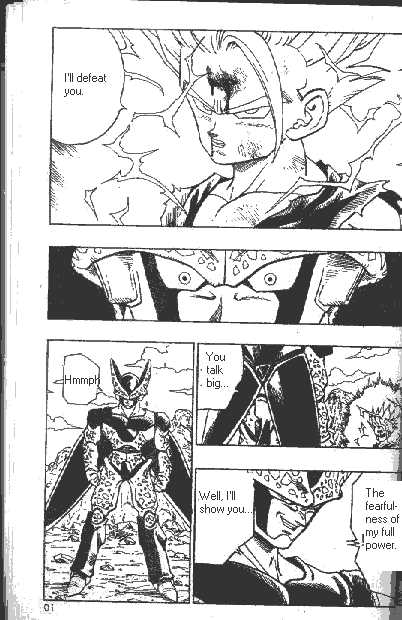 I'll defeat
you.
Hmmph
You
talk
big...
Well, I'll
show you...
The
fearful-
ness of
my full
power.
01